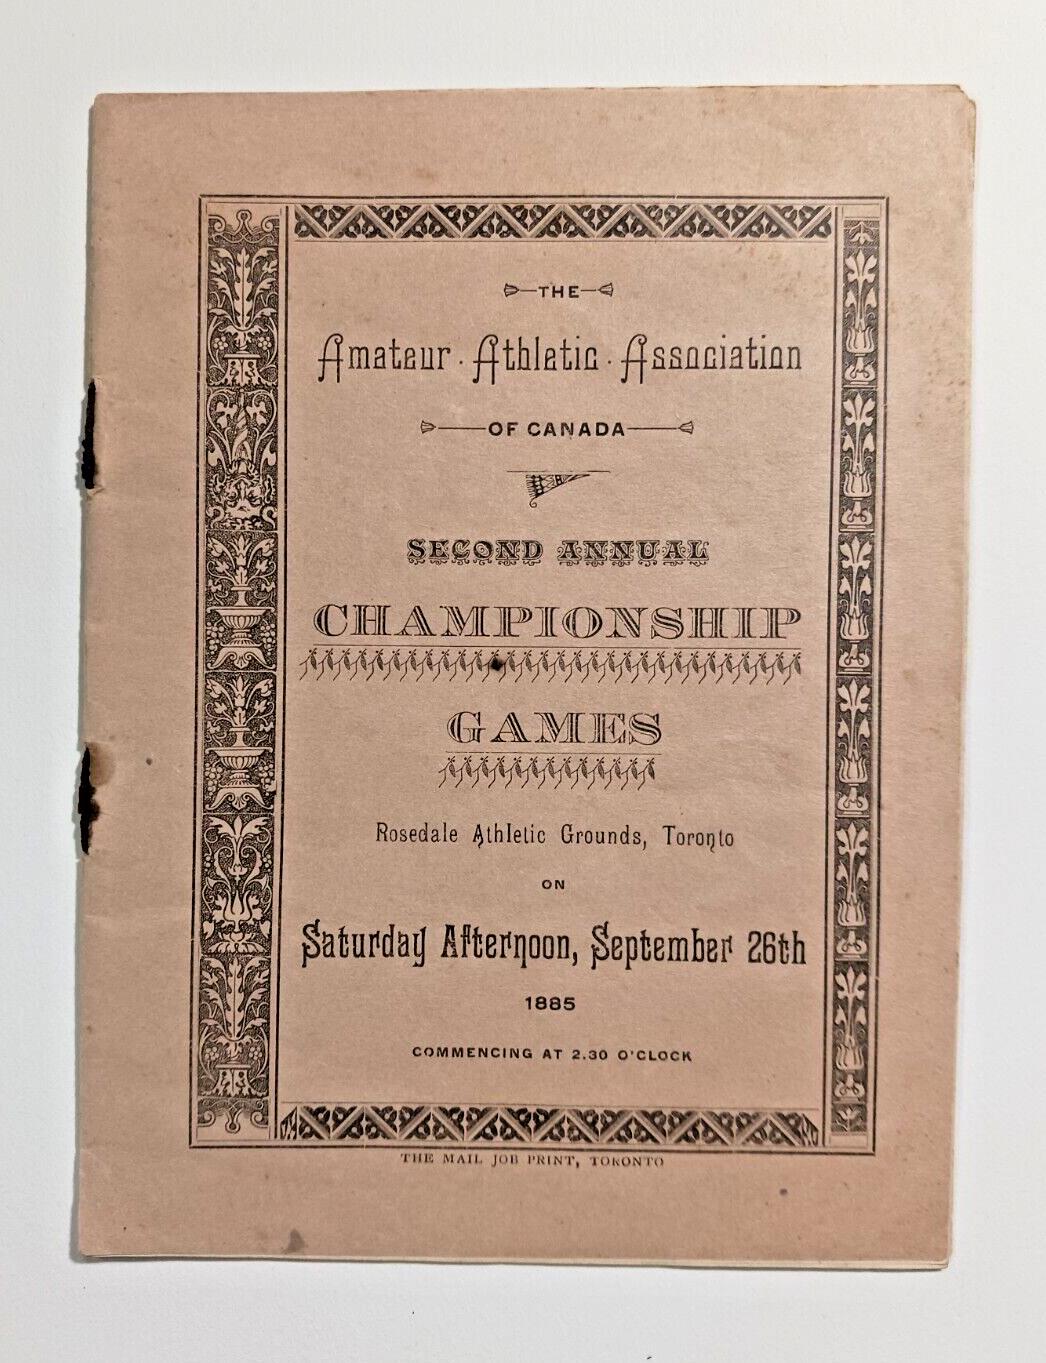 THE
Amateur · Athletic · Association
OF CANADA
SECOND ANNUAL
CHAMPIONSHIP
GAMES
Rosedale Athletic Grounds, Toronto
ON
Saturday Afternoon, September 26th
1885
COMMENCING AT 2.30 O'CLOCK
THE MAIL JOB PRINT, TORONTO